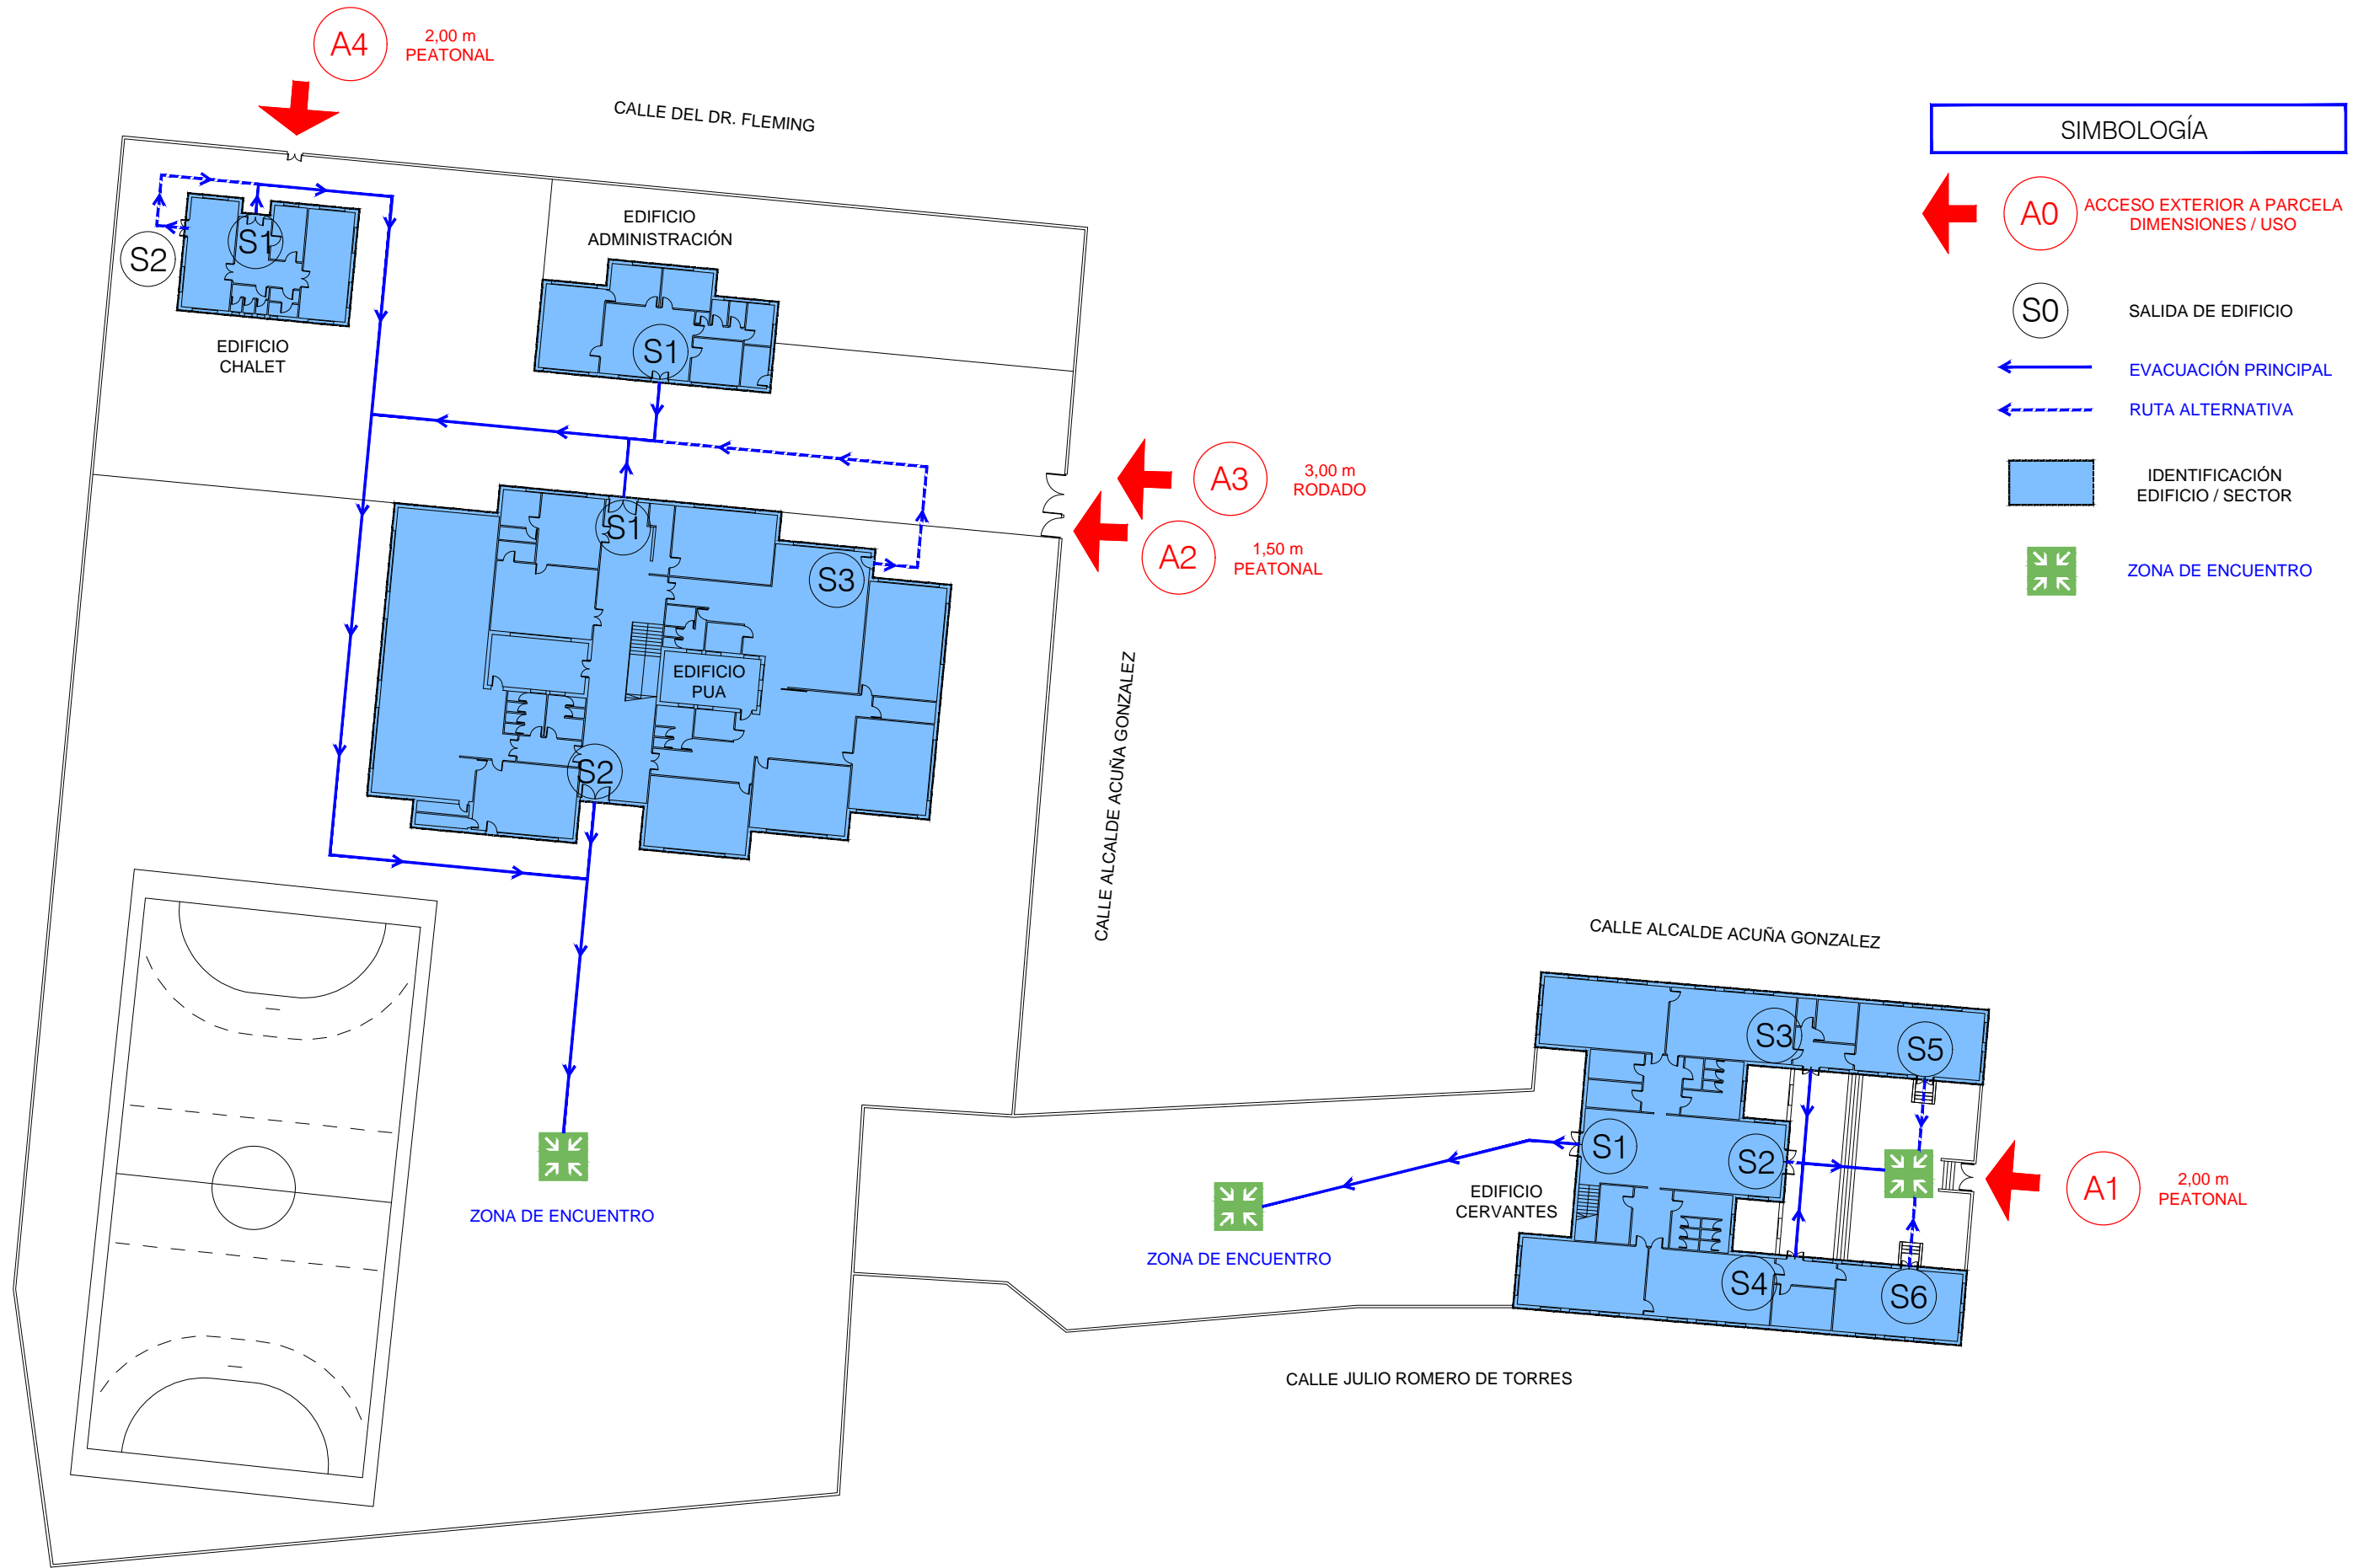 A4
2,00 m
PEATONAL
CALLE DEL DR. FLEMING
SIMBOLOGÍA
A0
ACCESO EXTERIOR A PARCELA
DIMENSIONES / USO
S0
SALIDA DE EDIFICIO
EVACUACIÓN PRINCIPAL
RUTA ALTERNATIVA
IDENTIFICACIÓN
EDIFICIO / SECTOR
ZONA DE ENCUENTRO
S2
S1
EDIFICIO
CHALET
EDIFICIO
ADMINISTRACIÓN
S1
A3
3,00 m
RODADO
A2
1,50 m
PEATONAL
S1
S3
EDIFICIO
PUA
S2
CALLE ALCALDE ACUÑA GONZALEZ
ZONA DE ENCUENTRO
CALLE ALCALDE ACUÑA GONZALEZ
S3
S5
S1
S2
EDIFICIO
CERVANTES
S4
S6
A1
2,00 m
PEATONAL
ZONA DE ENCUENTRO
CALLE JULIO ROMERO DE TORRES